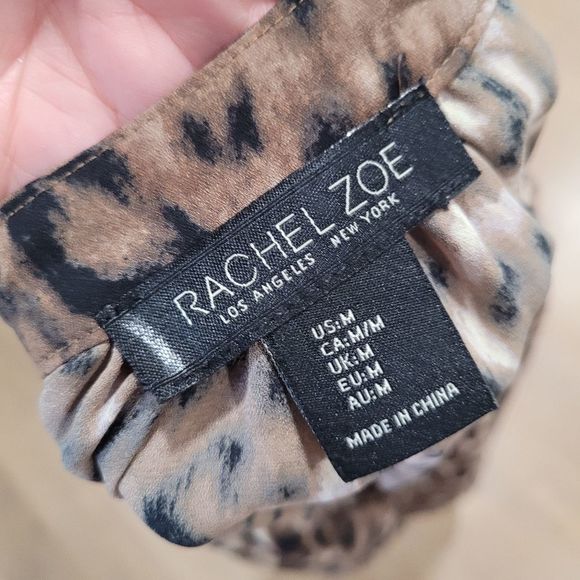 RACHEL ZOE
LOS ANGELES NEW YORK
US:M
CA:M/M
UK:M
EU:M
AU:M
MADE IN CHINA